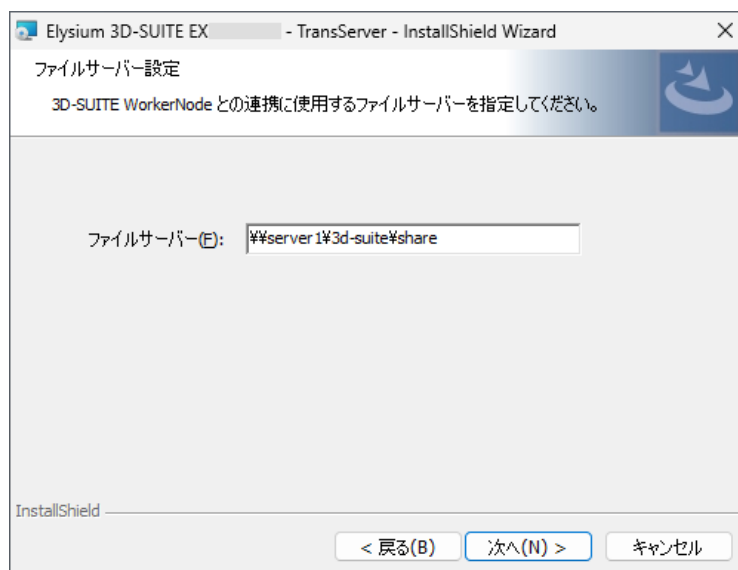 Elysium 3D-SUITE EX - TransServer - InstallShield Wizard
ファイルサーバー設定
3D-SUITE WorkerNode との連携に使用するファイルサーバーを指定してください。
ファイルサーバー(F): ¥¥server1¥3d-suite¥share
InstallShield
< 戻る(B) 次へ(N) > キャンセル